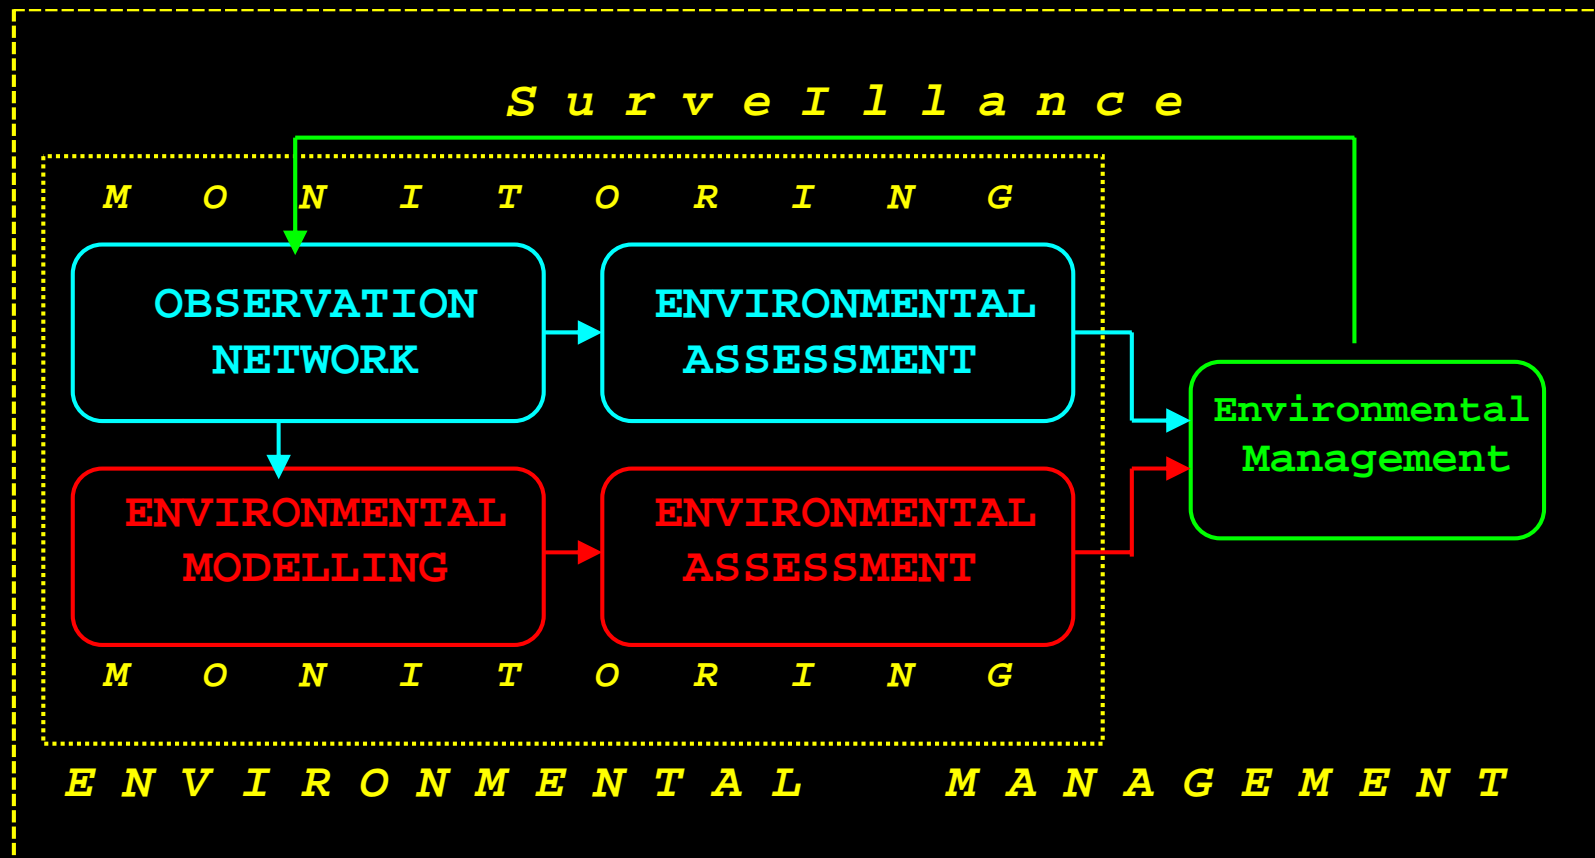 S u r v e I l l a n c e
M O N I T O R I N G
OBSERVATION
NETWORK
ENVIRONMENTAL
ASSESSMENT
Environmental
Management
ENVIRONMENTAL
MODELLING
ENVIRONMENTAL
ASSESSMENT
M O N I T O R I N G
E N V I R O N M E N T A L M A N A G E M E N T